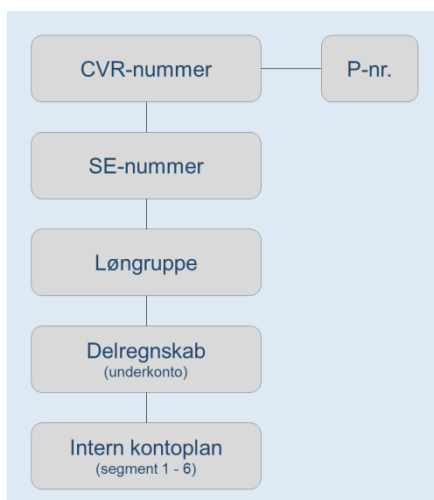 CVR-nummer
P-nr.
SE-nummer
Løngruppe
Delregnskab
(underkonto)
Intern kontoplan
(segment 1 - 6)